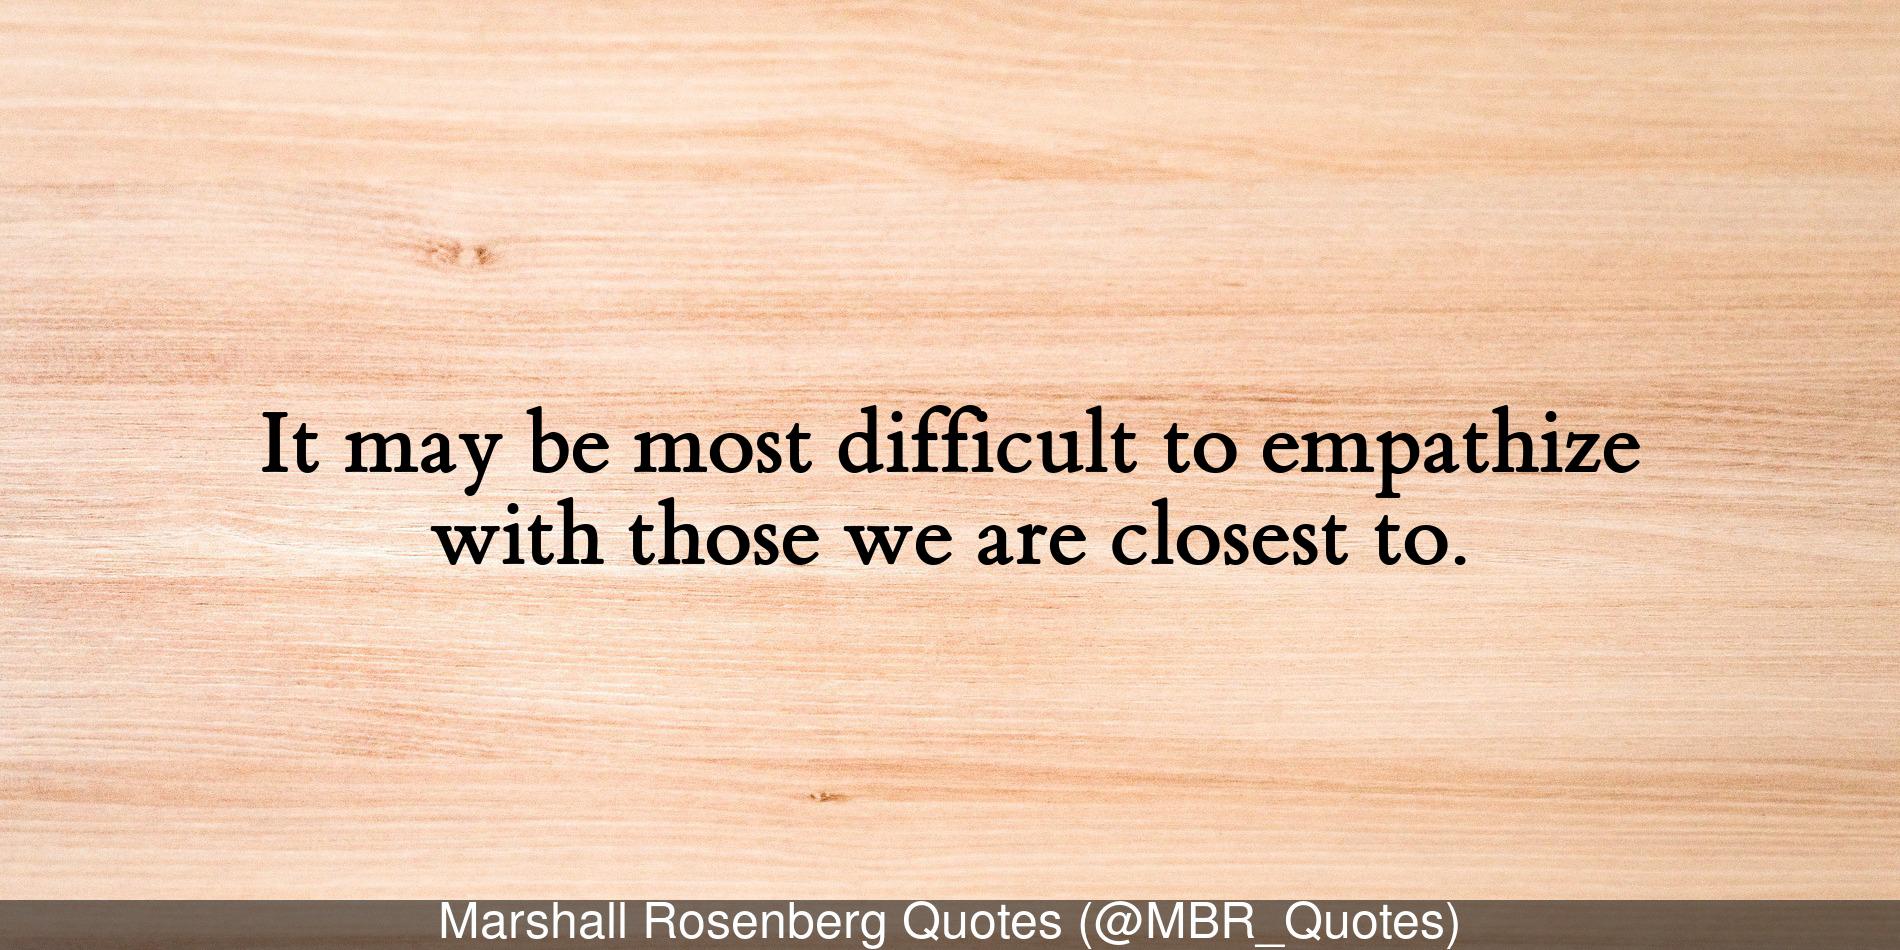 It may be most difficult to empathize
with those we are closest to.
Marshall Rosenberg Quotes (@MBR_Quotes)